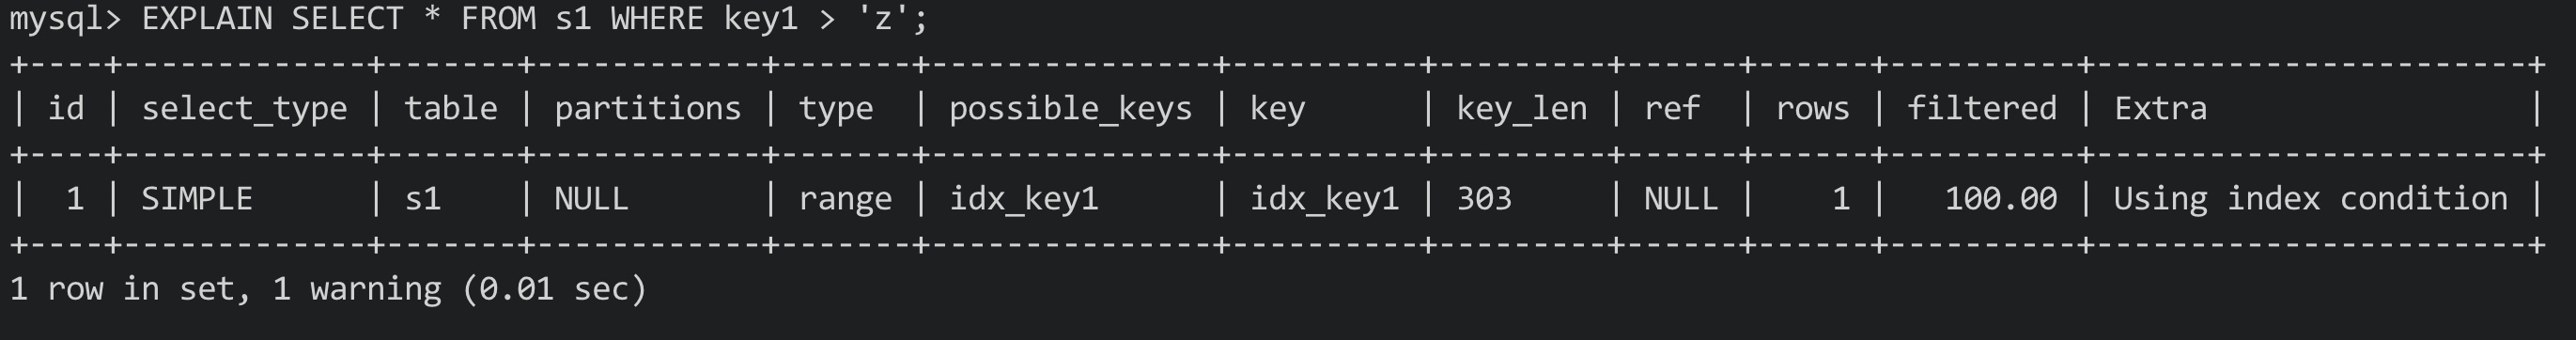 mysql> EXPLAIN SELECT * FROM s1 WHERE key1 > 'z';
+----+-------------+-------+------------+-------+---------------+----------+---------+------+------+----------+-----------------------+
| id | select_type | table | partitions | type  | possible_keys | key      | key_len | ref  | rows | filtered | Extra                 |
+----+-------------+-------+------------+-------+---------------+----------+---------+------+------+----------+-----------------------+
|  1 | SIMPLE      | s1    | NULL       | range | idx_key1      | idx_key1 | 303     | NULL |    1 |   100.00 | Using index condition |
+----+-------------+-------+------------+-------+---------------+----------+---------+------+------+----------+-----------------------+
1 row in set, 1 warning (0.01 sec)